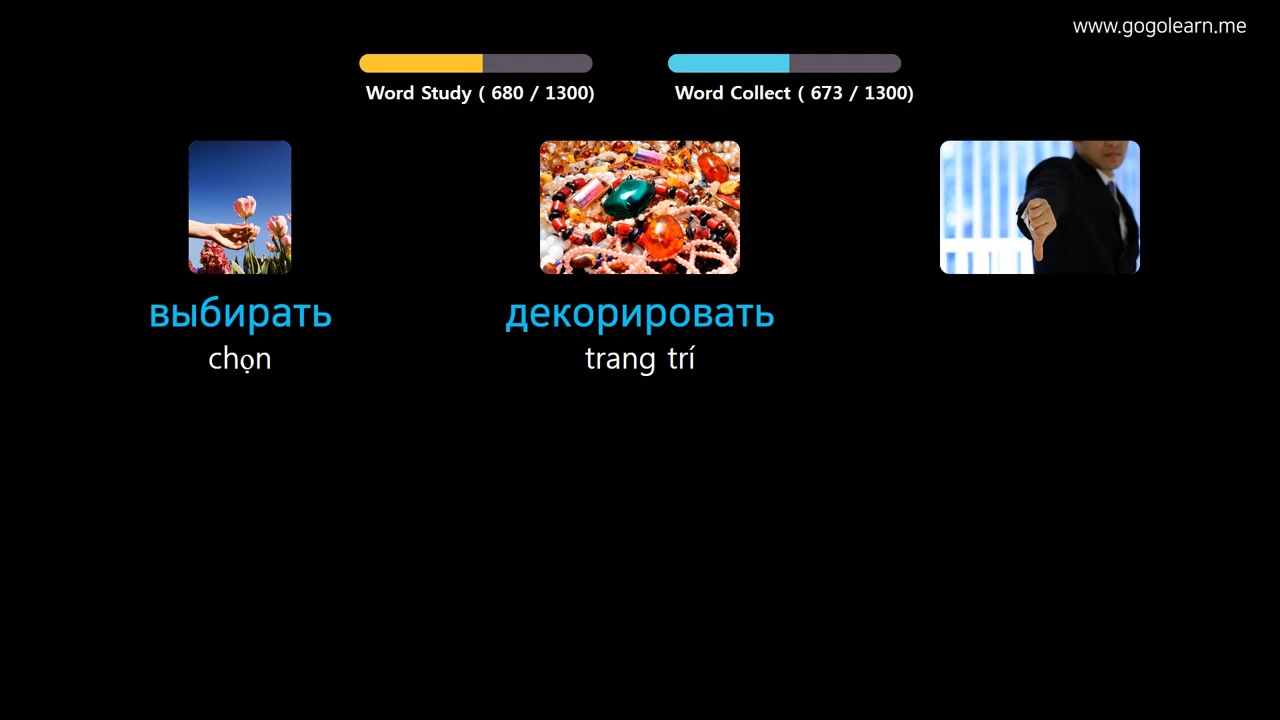 www.gogolearn.me
Word Study ( 680 / 1300)
Word Collect ( 673 / 1300)
выбирать
chọn
декорировать
trang trí